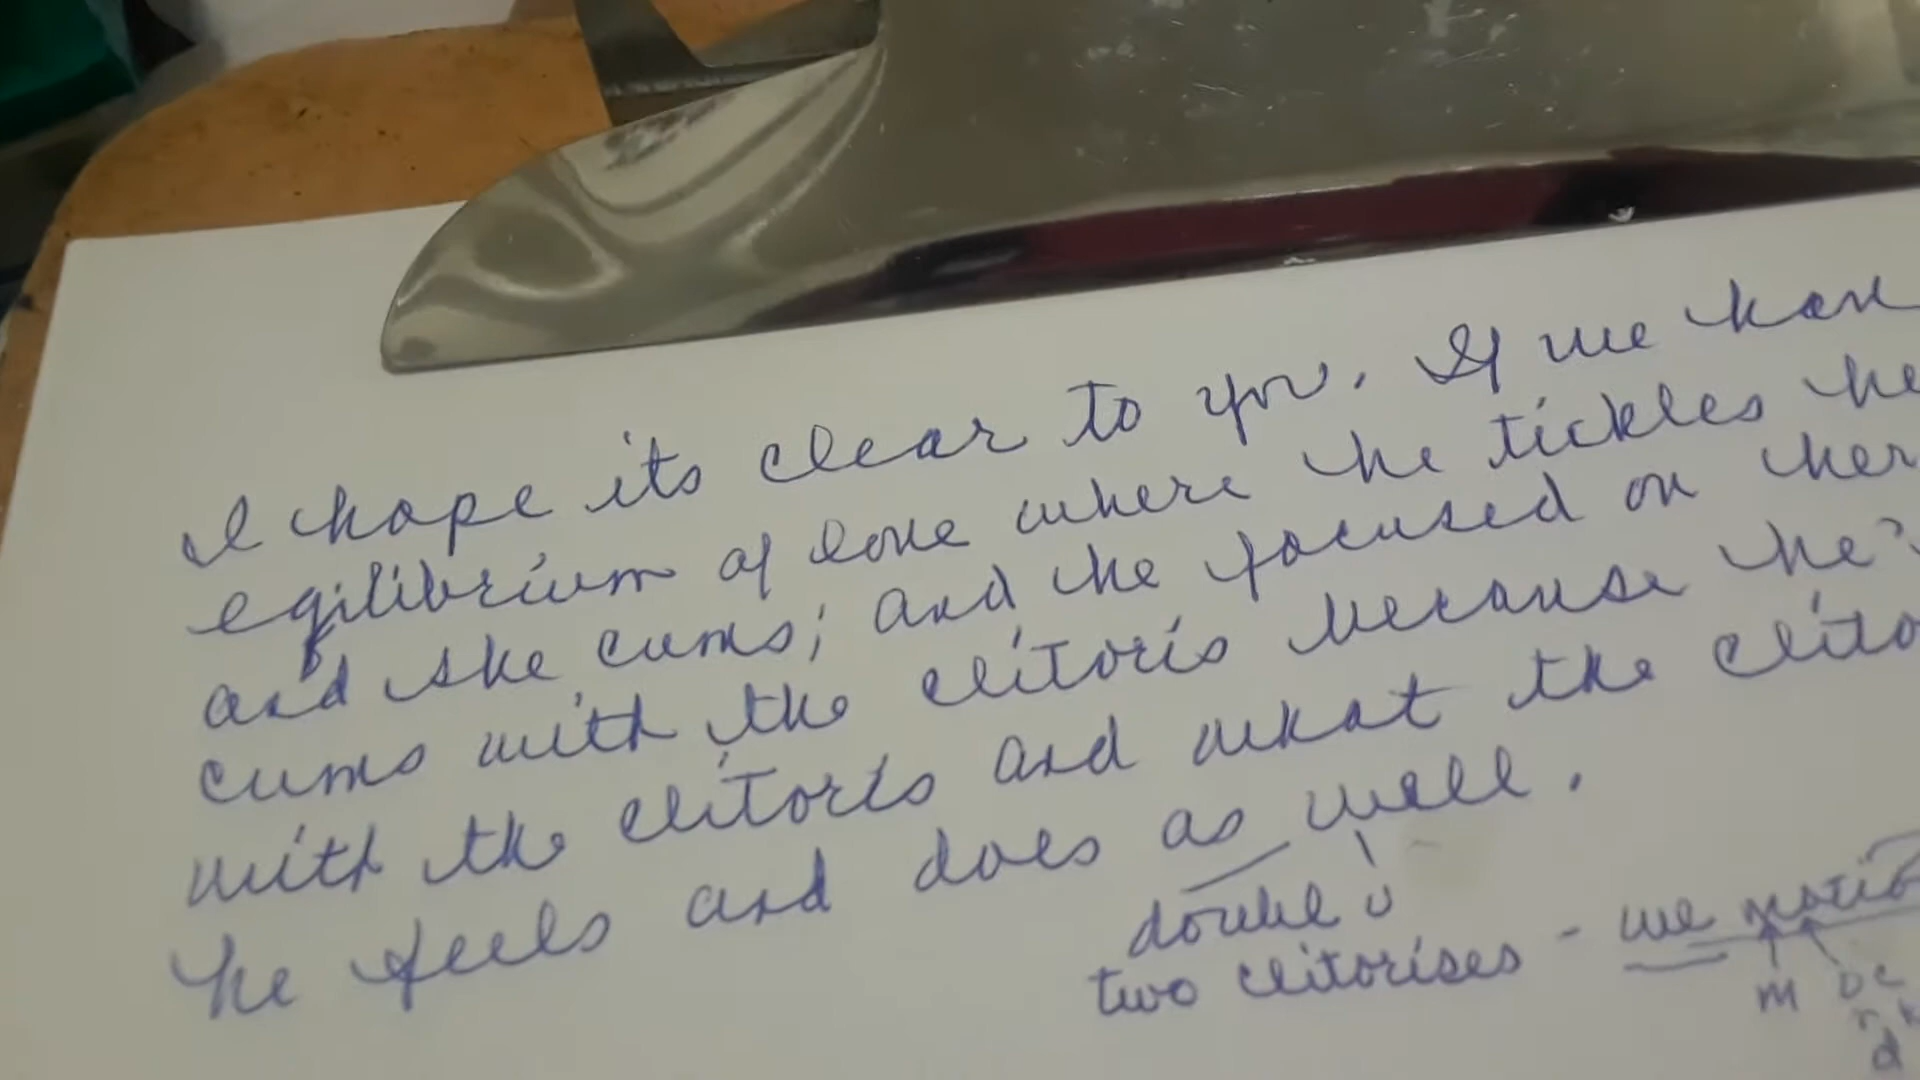 I hope its clear to you. If we have
egilibrium of love where he tickles he
and she cums; and he focused on her
cums with the clitoris because he's
with the clitoris and what the clito
he feels and does as well.
double u
two clitorises - we
m
d